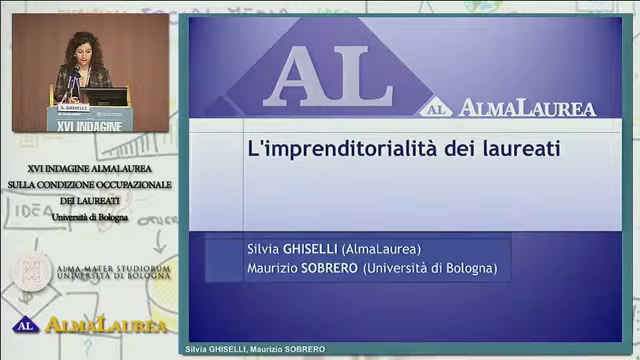 S. GHISELLI
XVI INDAGINE
XVI INDAGINE ALMALAUREA
SULLA CONDIZIONE OCCUPAZIONALE
DEI LAUREATI
Università di Bologna
IDEA
ALMA MATER STUDIORUM
UNIVERSITÀ DI BOLOGNA
AL ALMALAUREA
AL
AL ALMALAUREA
L'imprenditorialità dei laureati
Silvia GHISELLI (AlmaLaurea)
Maurizio SOBRERO (Università di Bologna)
Silvia GHISELLI, Maurizio SOBRERO